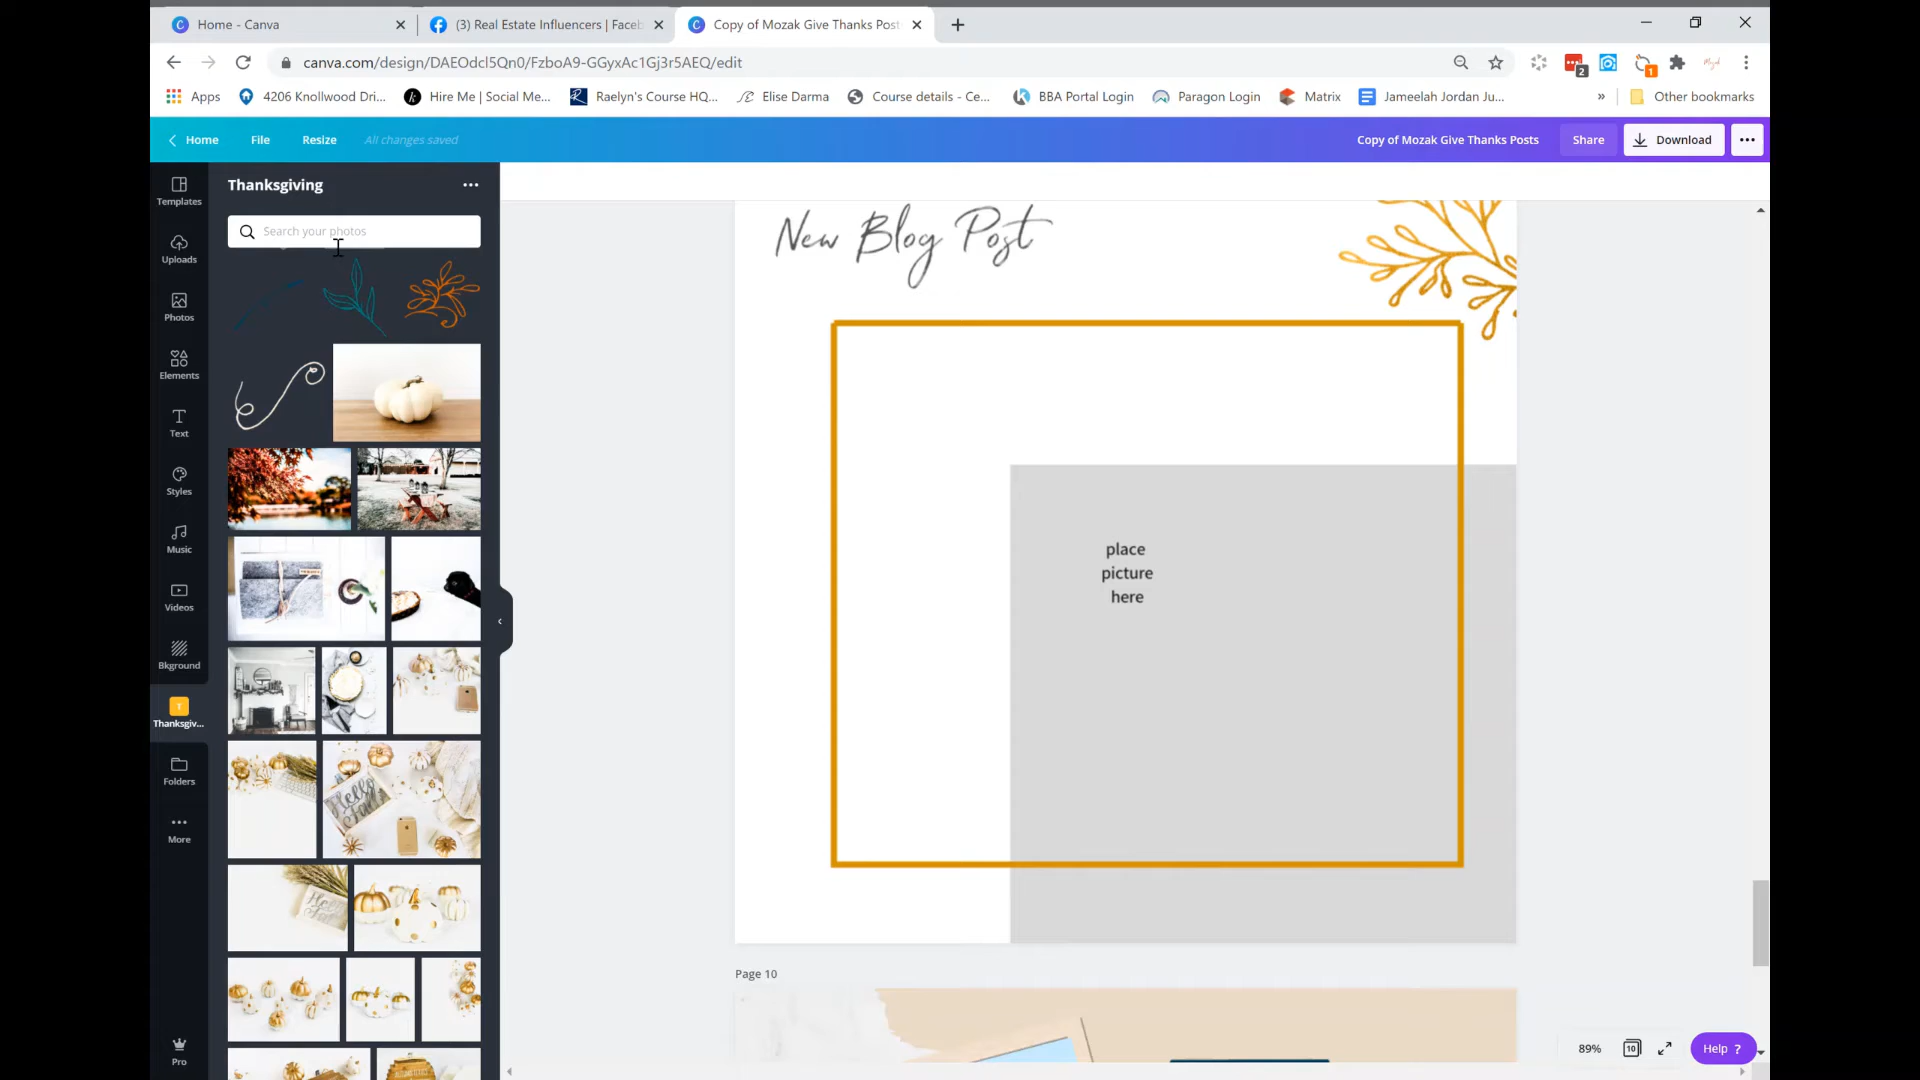 Home - Canva
(3) Real Estate Influencers | Faceb
Copy of Mozak Give Thanks Post
canva.com/design/DAEOdcl5Qn0/FzboA9-GGyxAc1Gj3r5AEQ/edit
2
1
Apps
4206 Knollwood Dri...
Hire Me | Social Me...
Raelyn's Course HQ...
Elise Darma
Course details - Ce...
BBA Portal Login
Paragon Login
Matrix
Jameelah Jordan Ju...
»
Other bookmarks
Home
File
Resize
All changes saved
Copy of Mozak Give Thanks Posts
Share
Download
Thanksgiving
Search your photos
Templates
Uploads
Photos
Elements
Text
Styles
Music
Videos
Bkground
T
Thanksgiv...
Folders
More
Pro
Hello
Fall
New Blog Post
place
picture
here
Page 10
89%
10
Help ?